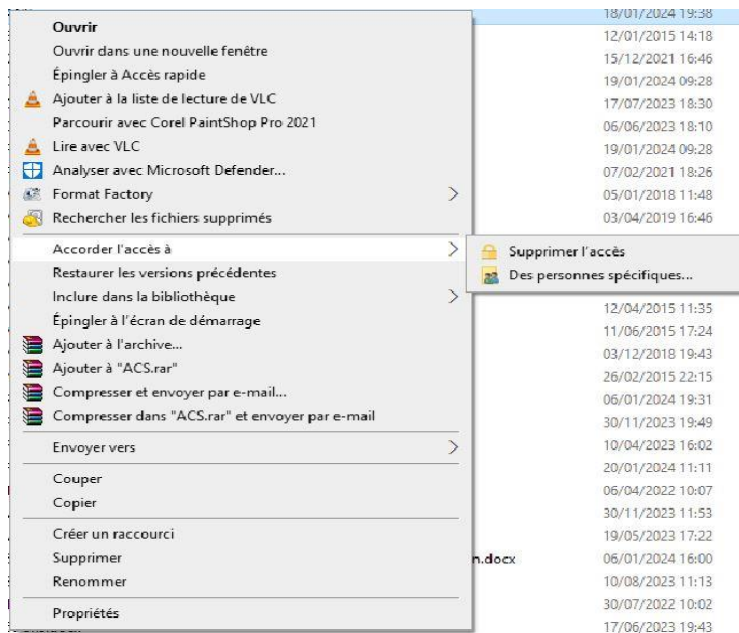 18/01/2024 19:38
Ouvrir
12/01/2015 14:18
Ouvrir dans une nouvelle fenêtre
15/12/2021 16:46
Épingler à Accès rapide
19/01/2024 09:28
Ajouter à la liste de lecture de VLC
17/07/2023 18:30
Parcourir avec Corel PaintShop Pro 2021
06/06/2023 18:10
Lire avec VLC
19/01/2024 09:28
Analyser avec Microsoft Defender...
07/02/2021 18:26
Format Factory
05/01/2018 11:48
Rechercher les fichiers supprimés
03/04/2019 16:46
Accorder l'accès à
Supprimer l'accès
Restaurer les versions précédentes
Des personnes spécifiques...
Inclure dans la bibliothèque
12/04/2015 11:35
Épingler à l'écran de démarrage
11/06/2015 17:24
Ajouter à l'archive...
03/12/2018 19:43
Ajouter à "ACS.rar"
26/02/2015 22:15
Compresser et envoyer par e-mail...
06/01/2024 19:31
Compresser dans "ACS.rar" et envoyer par e-mail
30/11/2023 19:49
Envoyer vers
10/04/2023 16:02
20/01/2024 11:11
Couper
06/04/2022 10:07
Copier
30/11/2023 11:53
Créer un raccourci
19/05/2023 17:22
Supprimer
n.docx 06/01/2024 16:00
Renommer
10/08/2023 11:13
30/07/2022 10:02
Propriétés
17/06/2023 19:43